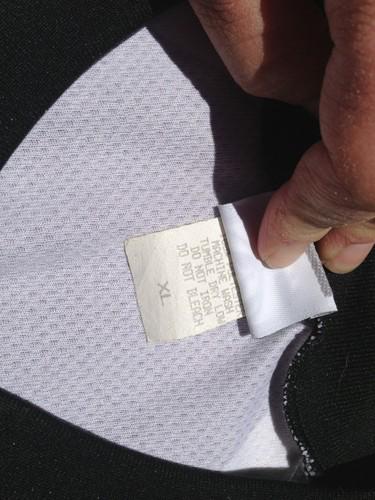 MACHINE WASH
TUMBLE DRY LOW
DO NOT IRON
DO NOT BLEACH
XL